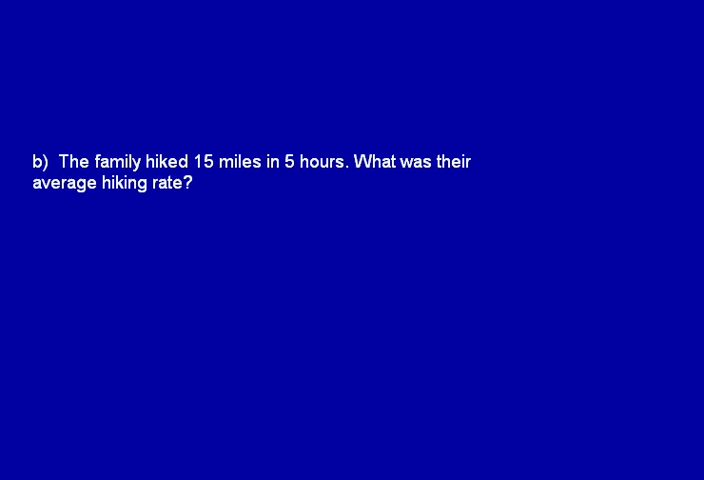 b)  The family hiked 15 miles in 5 hours. What was their
average hiking rate?